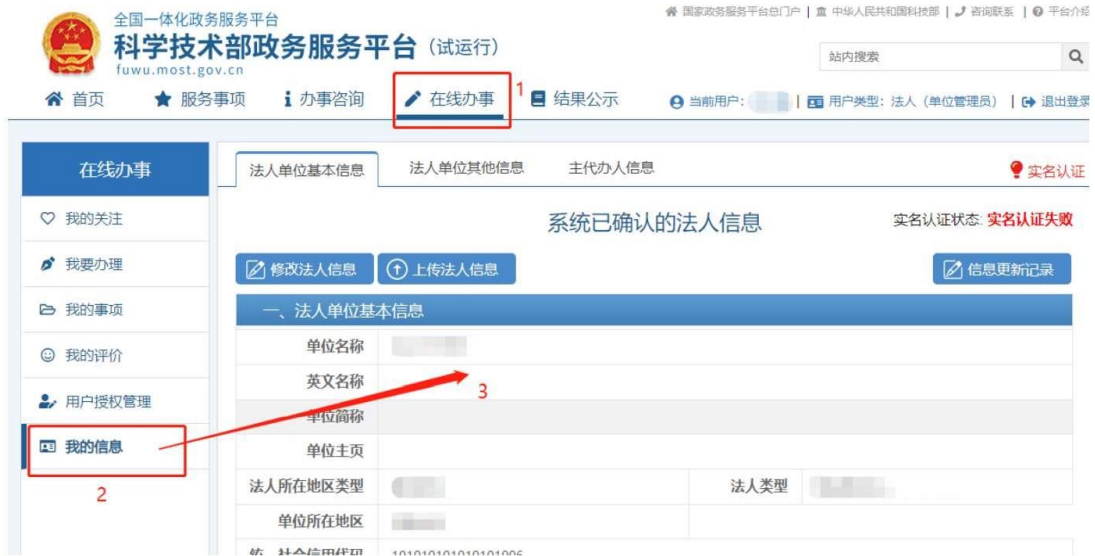 国家政务服务平台总门户 | 中华人民共和国科技部 | 咨询联系 | 平台介绍
全国一体化政务服务平台
科学技术部政务服务平台（试运行）
fuwu.most.gov.cn
站内搜索
首页 服务事项 办事咨询 在线办事 1 结果公示 当前用户： | 用户类型：法人（单位管理员） | 退出登录
在线办事
我的关注
我要办理
我的事项
我的评价
用户授权管理
我的信息
2
法人单位基本信息 法人单位其他信息 主代办人信息 实名认证
系统已确认的法人信息 实名认证状态: 实名认证失败
修改法人信息 上传法人信息 信息更新记录
一、法人单位基本信息
单位名称
英文名称
3
单位简称
单位主页
法人所在地区类型 法人类型
单位所在地区
统一社会信用代码 101010101010101006